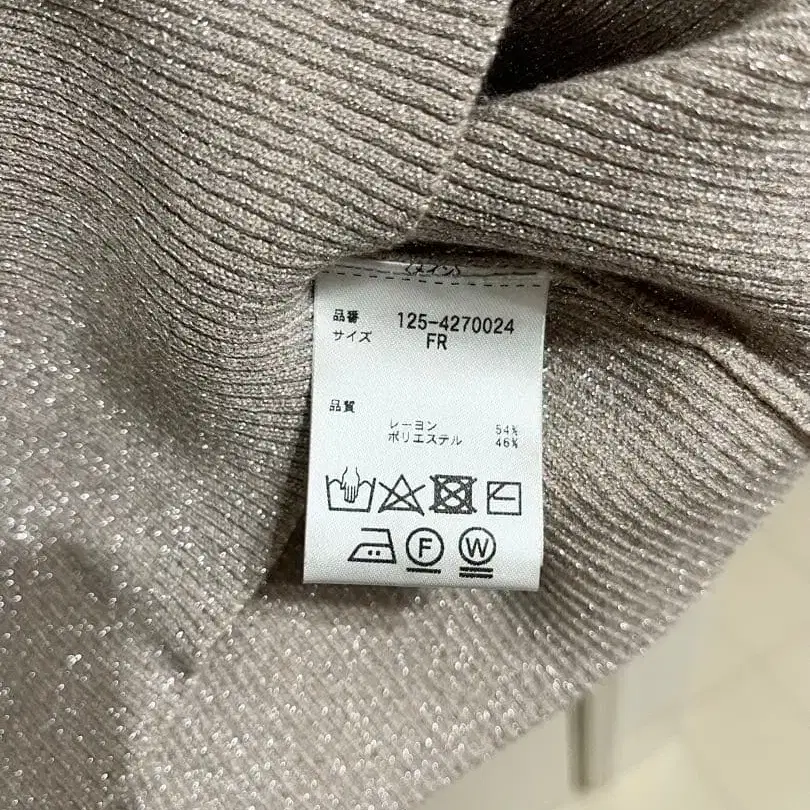 品番 125-4270024
サイズ FR
品質
レーヨン 54%
ポリエステル 46%
F W